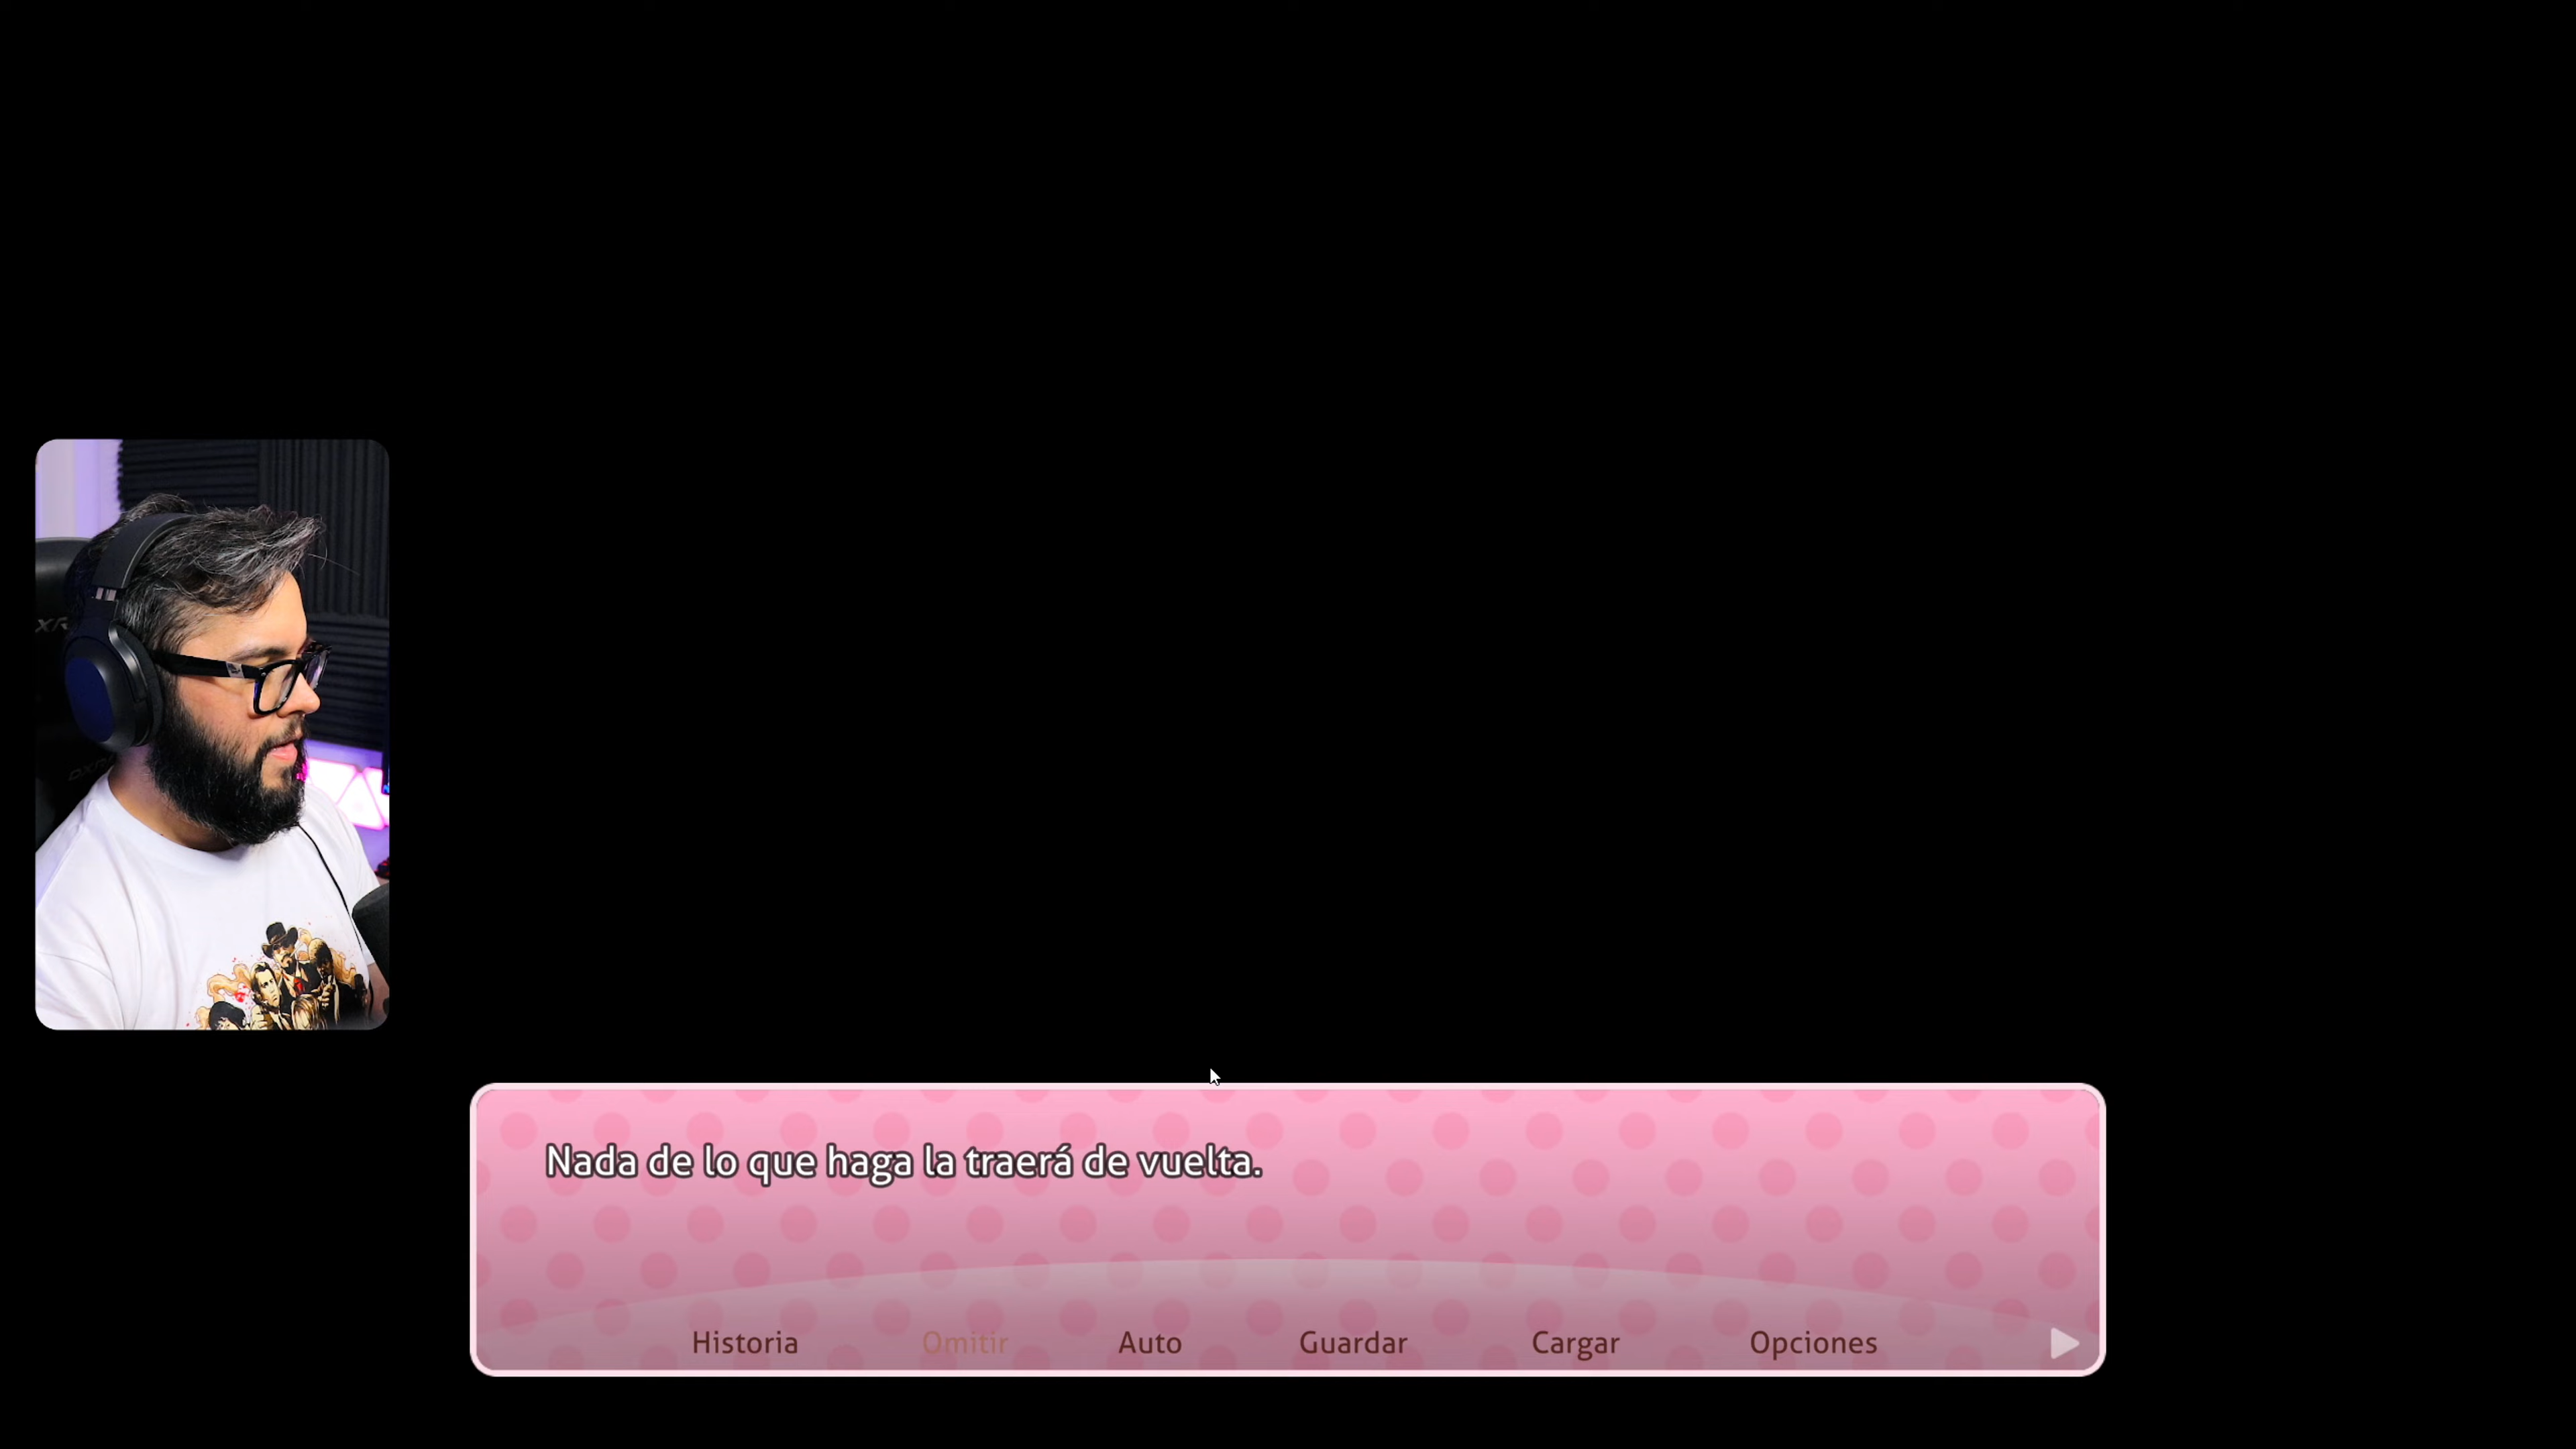 Nada de lo que haga la traerá de vuelta.
Historia Omitir Auto Guardar Cargar Opciones